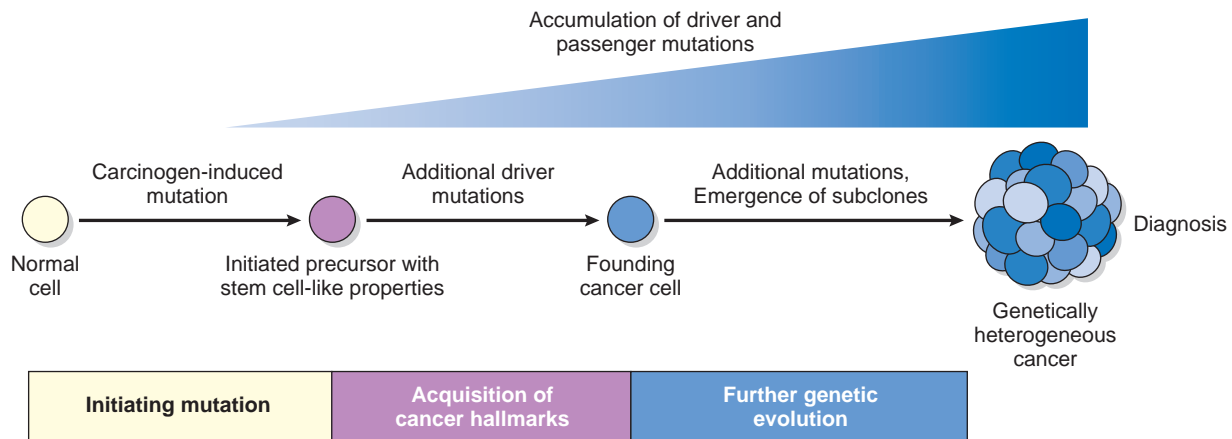 Accumulation of driver and
passenger mutations
Carcinogen-induced
mutation
Additional driver
mutations
Additional mutations,
Emergence of subclones
Normal
cell
Initiated precursor with
stem cell-like properties
Founding
cancer cell
Diagnosis
Genetically
heterogeneous
cancer
Initiating mutation
Acquisition of
cancer hallmarks
Further genetic
evolution